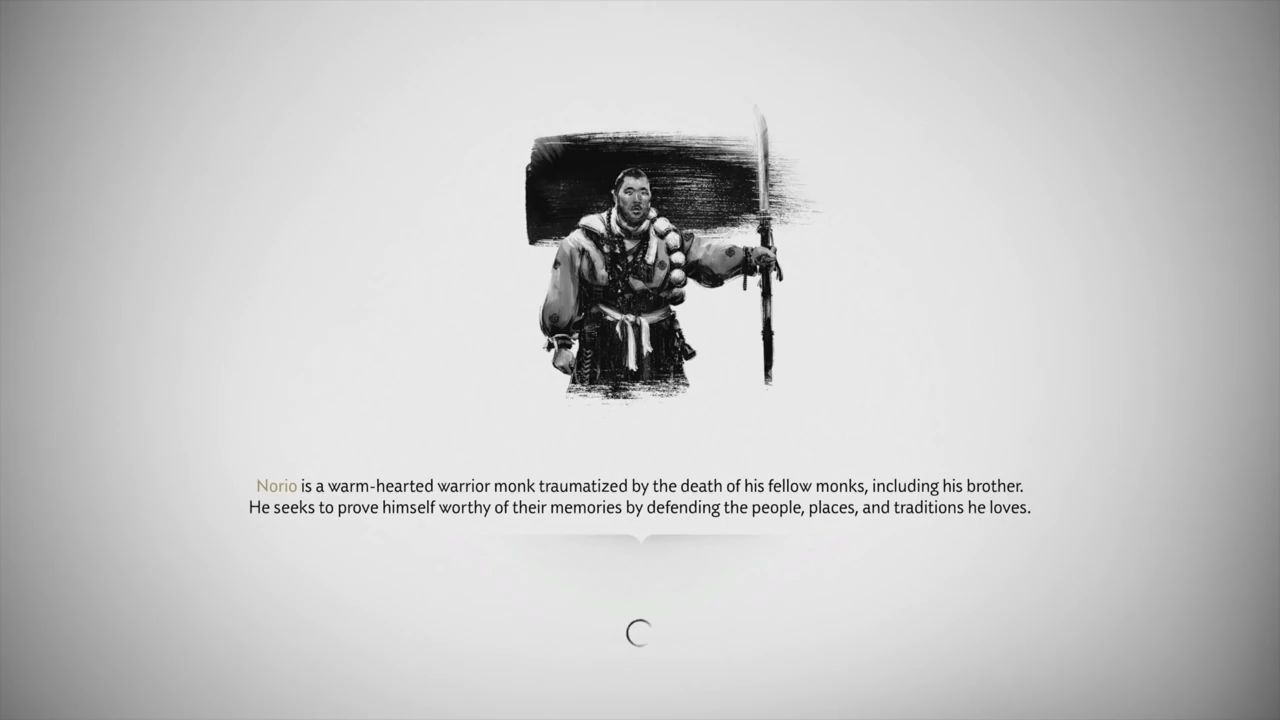 Norio is a warm-hearted warrior monk traumatized by the death of his fellow monks, including his brother.
He seeks to prove himself worthy of their memories by defending the people, places, and traditions he loves.